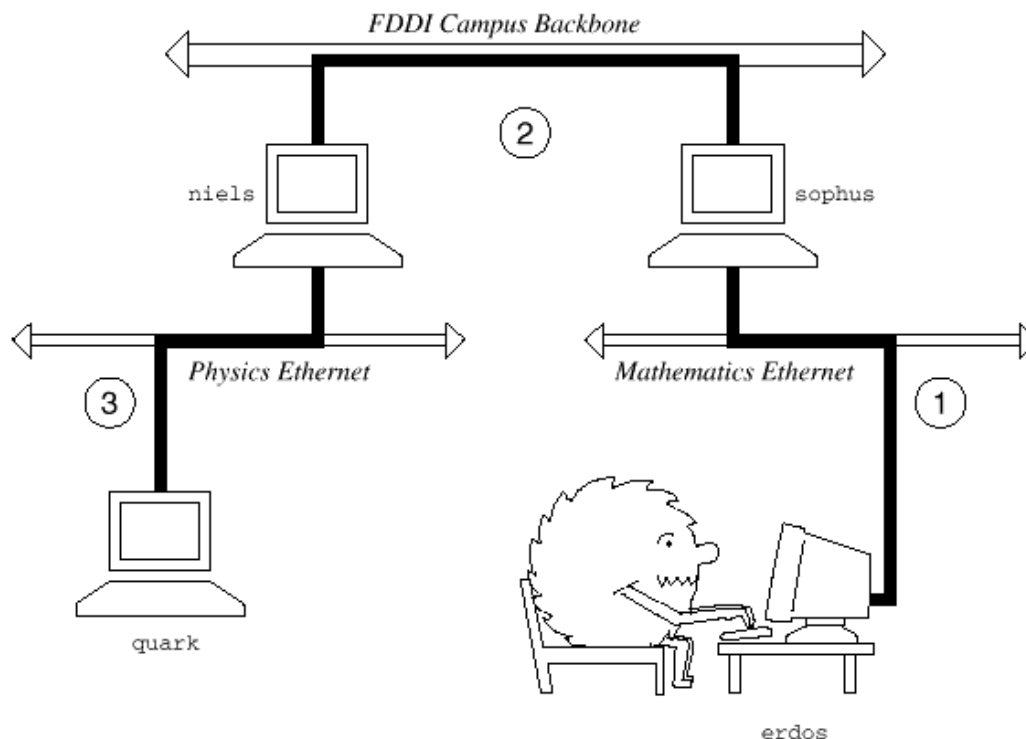 FDDI Campus Backbone
2
niels
sophus
Physics Ethernet
Mathematics Ethernet
3
1
quark
erdos